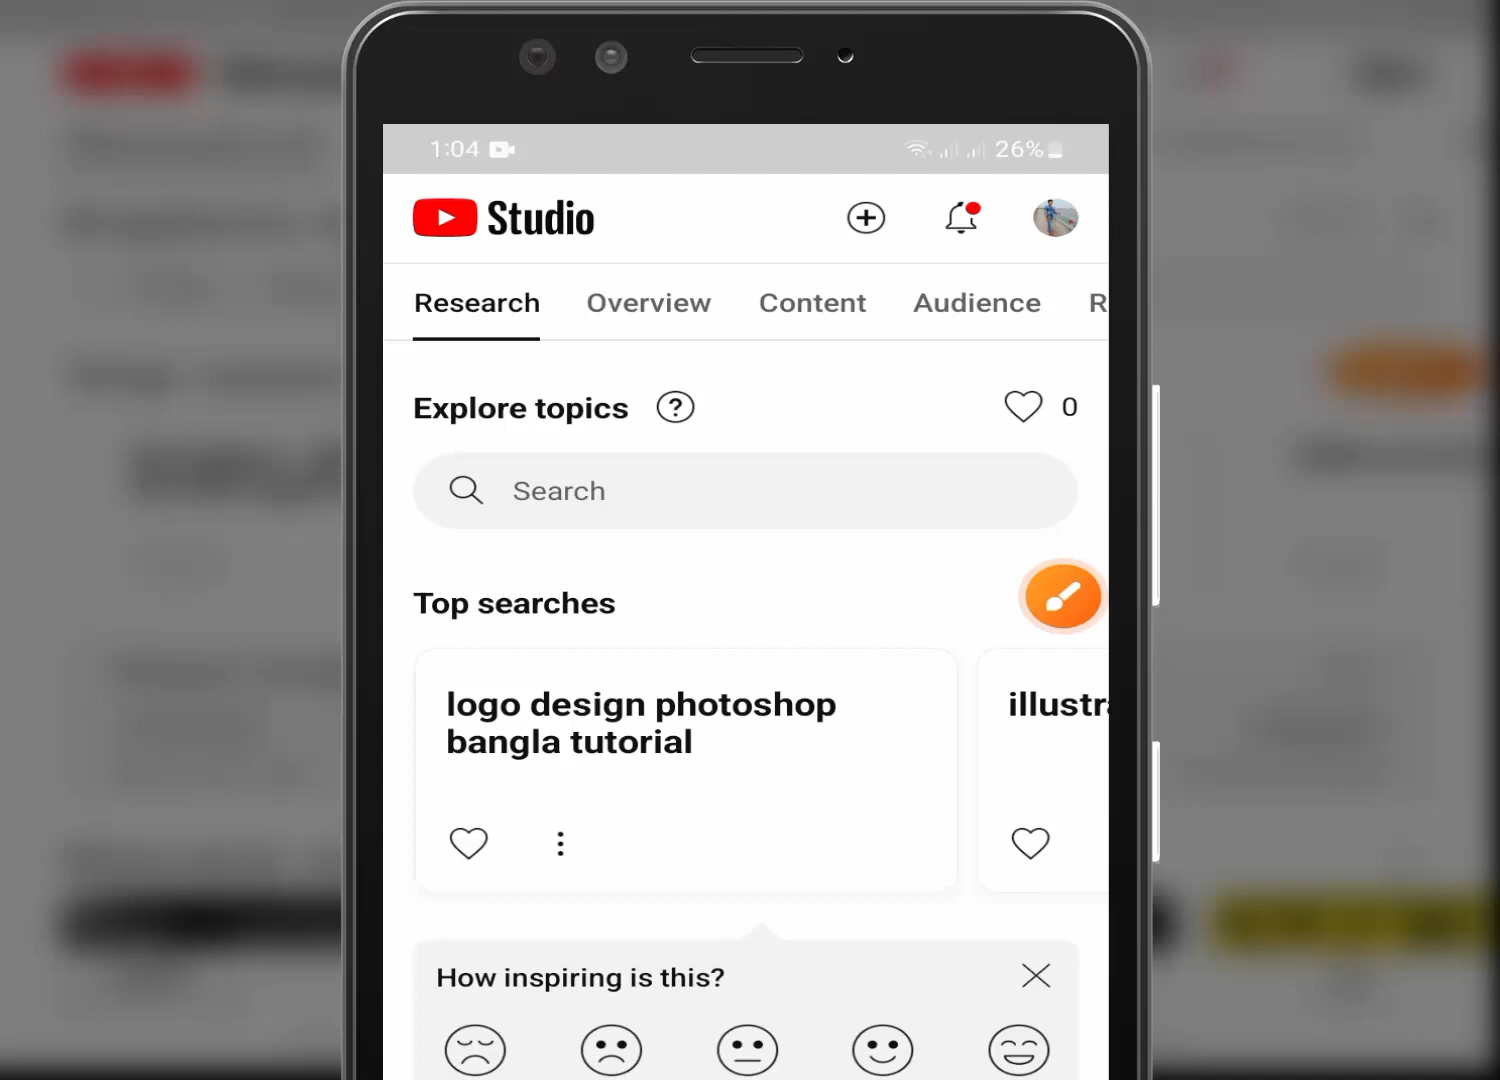 1:04
26%
Studio
Research Overview Content Audience R
Explore topics ? 0
Search
Top searches
logo design photoshop
bangla tutorial
illustra
How inspiring is this?